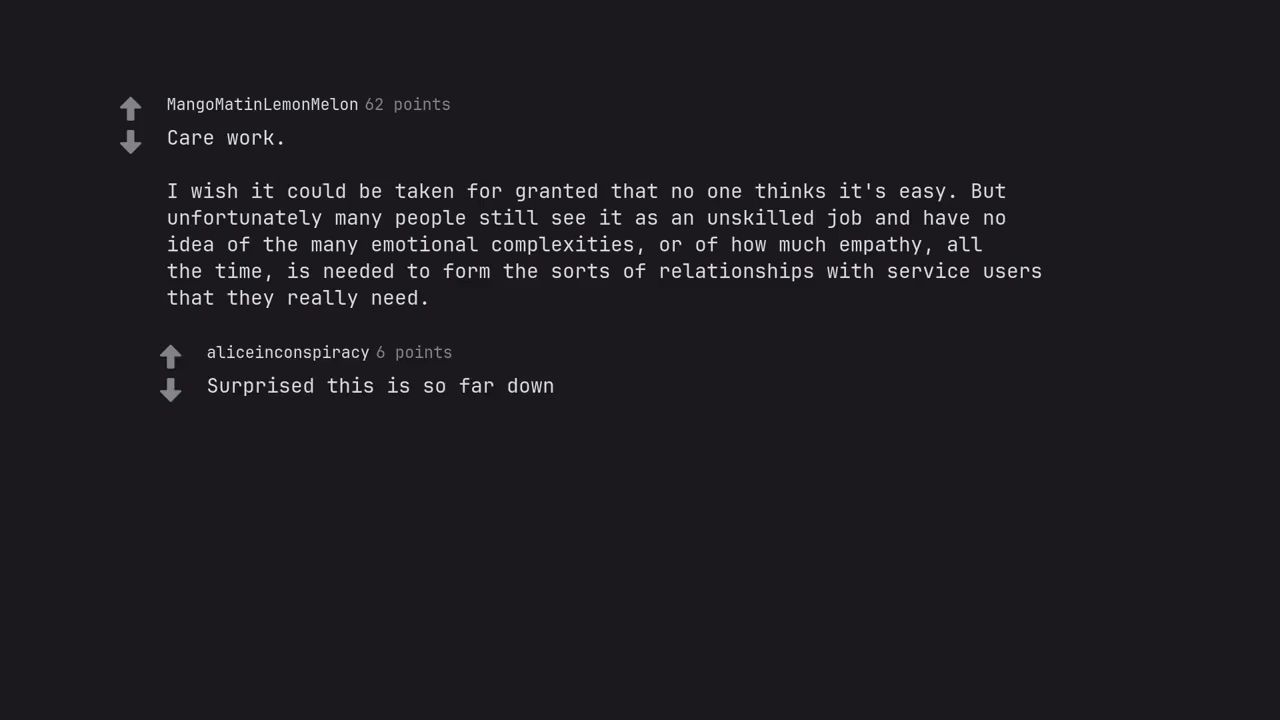 MangoMatinLemonMelon 62 points
Care work.
I wish it could be taken for granted that no one thinks it's easy. But
unfortunately many people still see it as an unskilled job and have no
idea of the many emotional complexities, or of how much empathy, all
the time, is needed to form the sorts of relationships with service users
that they really need.
aliceinconspiracy 6 points
Surprised this is so far down